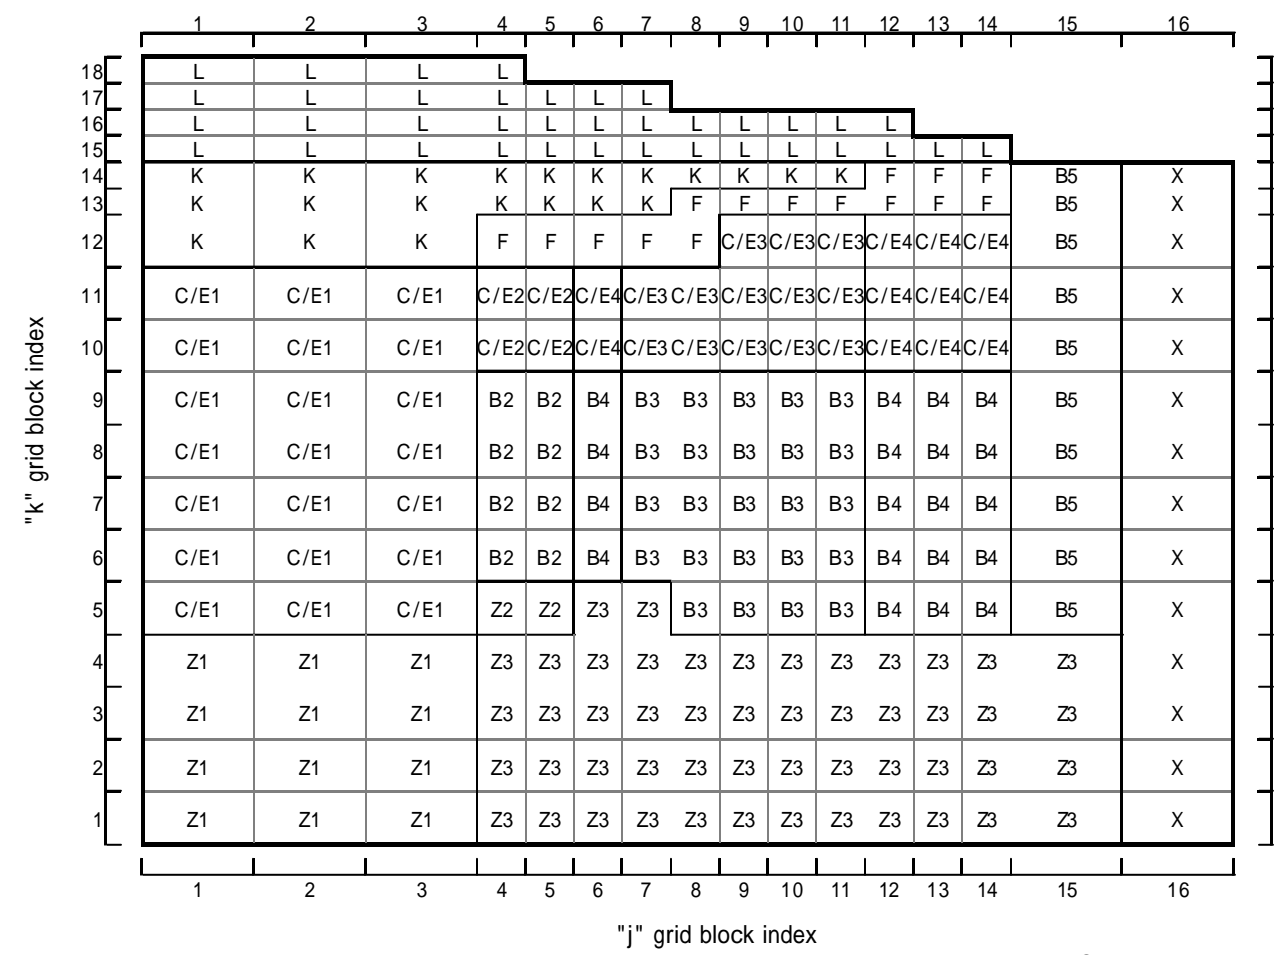 1 2 3 4 5 6 7 8 9 10 11 12 13 14 15 16
18 L L L L
17 L L L L L L L
16 L L L L L L L L L L L L
15 L L L L L L L L L L L L L L
14 K K K K K K K K K K K F F F B5 X
13 K K K K K K K F F F F F F F B5 X
12 K K K F F F F F C/E3 C/E3 C/E3 C/E4 C/E4 C/E4 B5 X
11 C/E1 C/E1 C/E1 C/E2 C/E2 C/E4 C/E3 C/E3 C/E3 C/E3 C/E3 C/E4 C/E4 C/E4 B5 X
10 C/E1 C/E1 C/E1 C/E2 C/E2 C/E4 C/E3 C/E3 C/E3 C/E3 C/E3 C/E4 C/E4 C/E4 B5 X
9 C/E1 C/E1 C/E1 B2 B2 B4 B3 B3 B3 B3 B3 B4 B4 B4 B5 X
8 C/E1 C/E1 C/E1 B2 B2 B4 B3 B3 B3 B3 B3 B4 B4 B4 B5 X
7 C/E1 C/E1 C/E1 B2 B2 B4 B3 B3 B3 B3 B3 B4 B4 B4 B5 X
6 C/E1 C/E1 C/E1 B2 B2 B4 B3 B3 B3 B3 B3 B4 B4 B4 B5 X
5 C/E1 C/E1 C/E1 Z2 Z2 Z3 Z3 B3 B3 B3 B3 B4 B4 B4 B5 X
4 Z1 Z1 Z1 Z3 Z3 Z3 Z3 Z3 Z3 Z3 Z3 Z3 Z3 Z3 Z3 X
3 Z1 Z1 Z1 Z3 Z3 Z3 Z3 Z3 Z3 Z3 Z3 Z3 Z3 Z3 Z3 X
2 Z1 Z1 Z1 Z3 Z3 Z3 Z3 Z3 Z3 Z3 Z3 Z3 Z3 Z3 Z3 X
1 Z1 Z1 Z1 Z3 Z3 Z3 Z3 Z3 Z3 Z3 Z3 Z3 Z3 Z3 Z3 X
1 2 3 4 5 6 7 8 9 10 11 12 13 14 15 16
"j" grid block index
"k" grid block index